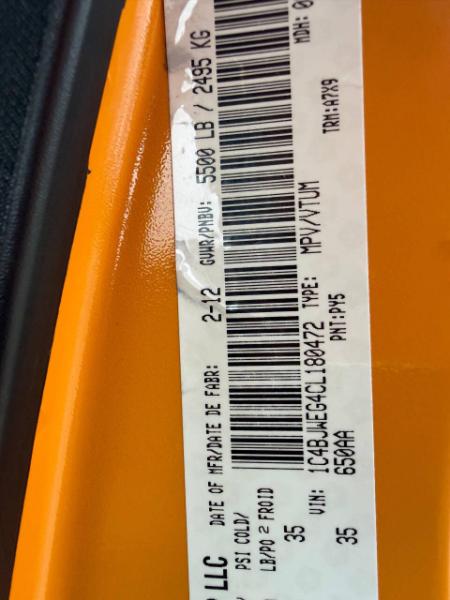 P LLC
DATE OF MFR/DATE DE FABR: 2-12 GVWR/PNBV: 5500 LB / 2495 KG
PSI COLD/
LB/PO 2 FROID
35
VIN: 1C4BJWEG4CL180472 TYPE: MPV/VTUM MDH: 0
35 650AA PNT:PY5 TRM:A7X9